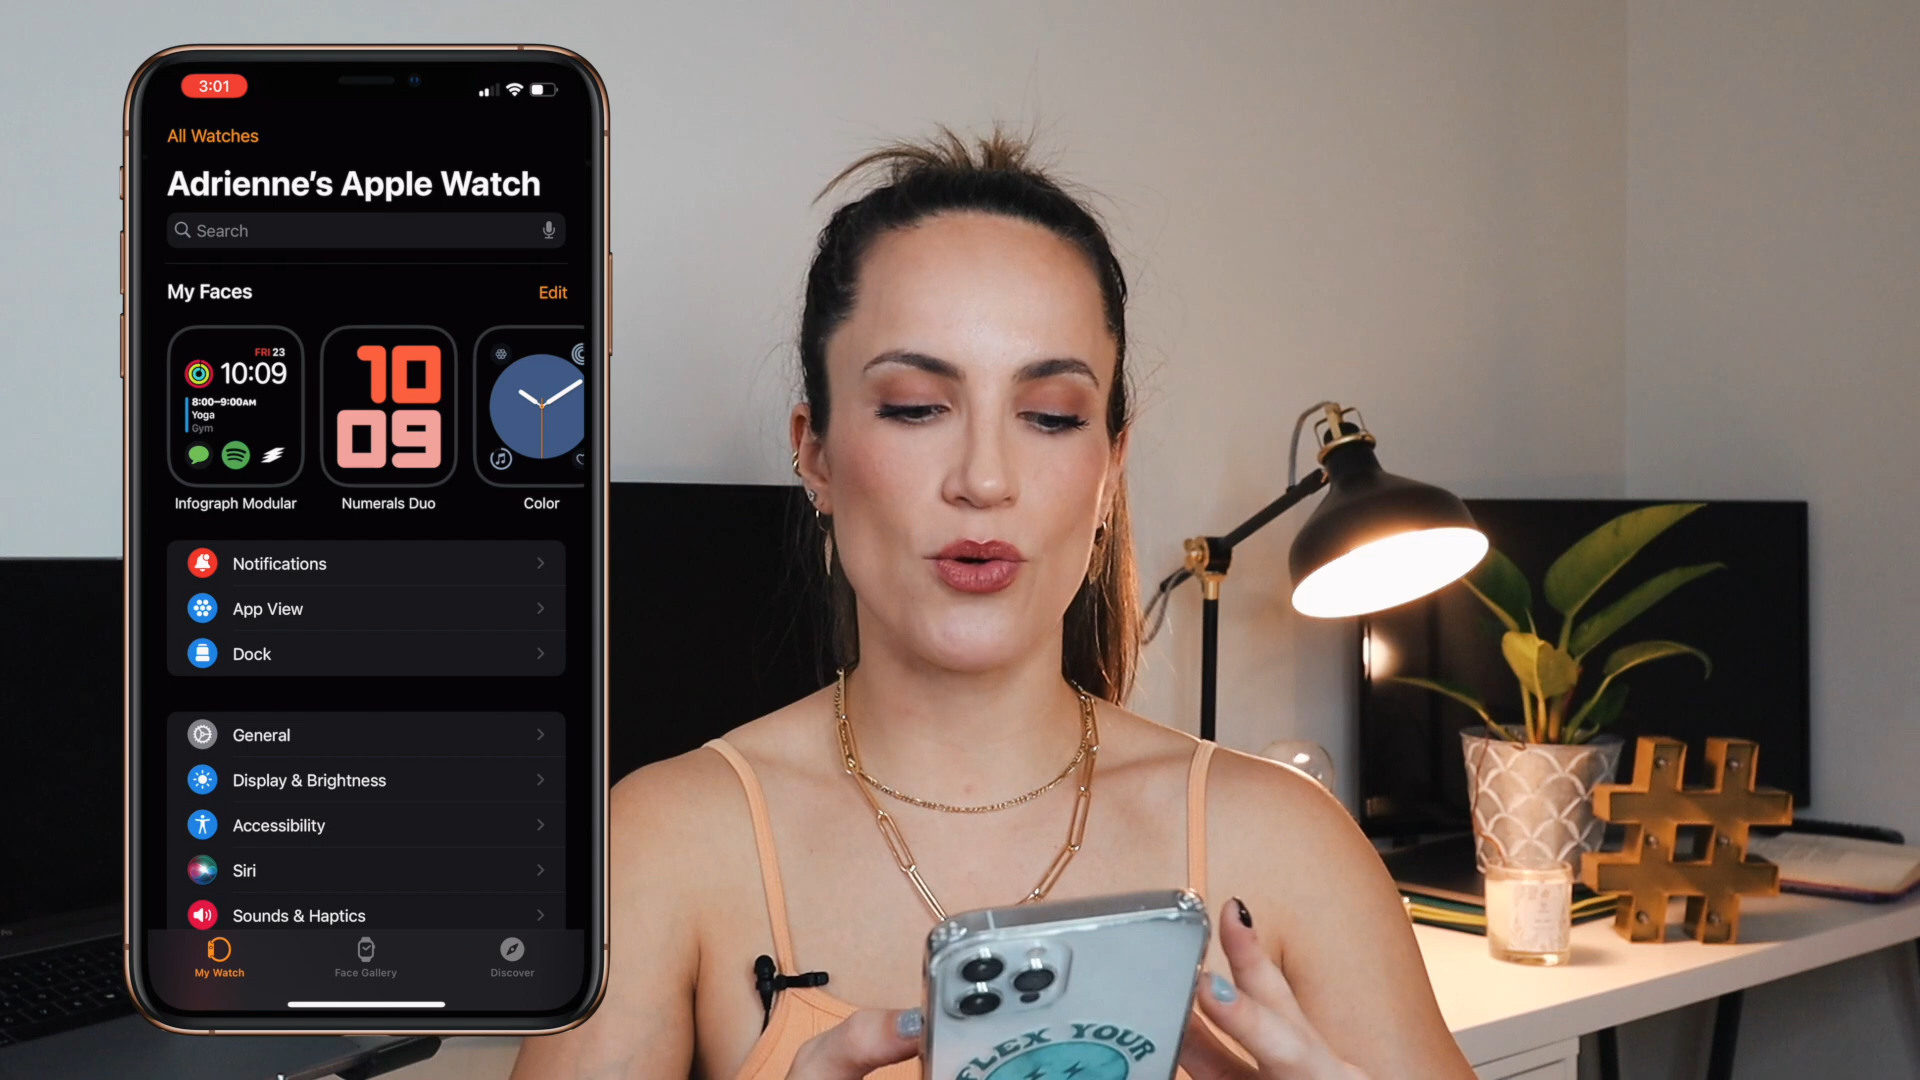 3:01
All Watches
Adrienne's Apple Watch
Search
My Faces
Edit
FRI 23
10:09
8:00–9:00AM
Yoga
Gym
10
09
Infograph Modular
Numerals Duo
Color
Notifications
App View
Dock
General
Display & Brightness
Accessibility
Siri
Sounds & Haptics
My Watch
Face Gallery
Discover
FLEX YOUR